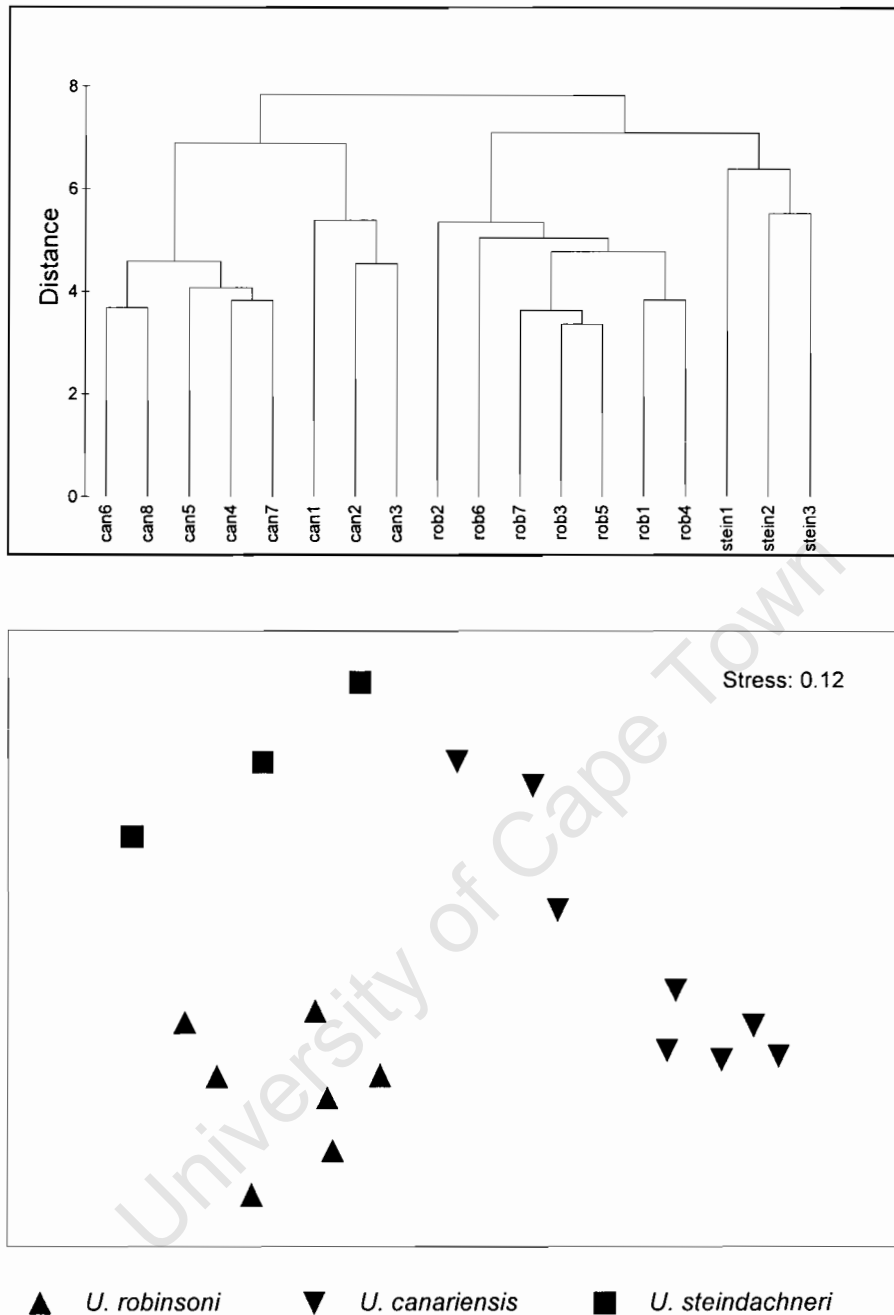 8
6
4
2
0
Distance
can6 can8 can5 can4 can7 can1 can2 can3 rob2 rob6 rob7 rob3 rob5 rob1 rob4 stein1 stein2 stein3
Stress: 0.12
University of Cape Town
U. robinsoni U. canariensis U. steindachneri